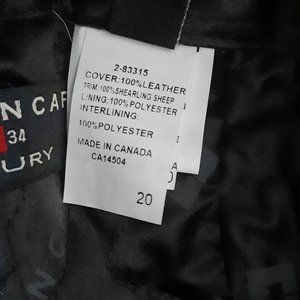 2-83315
COVER:100%LEATHER
TRIM:100%SHEARLING SHEEP
LINING:100% POLYESTER
INTERLINING:
100%POLYESTER
MADE IN CANADA
CA14504
20
N CAF
34
URY
0